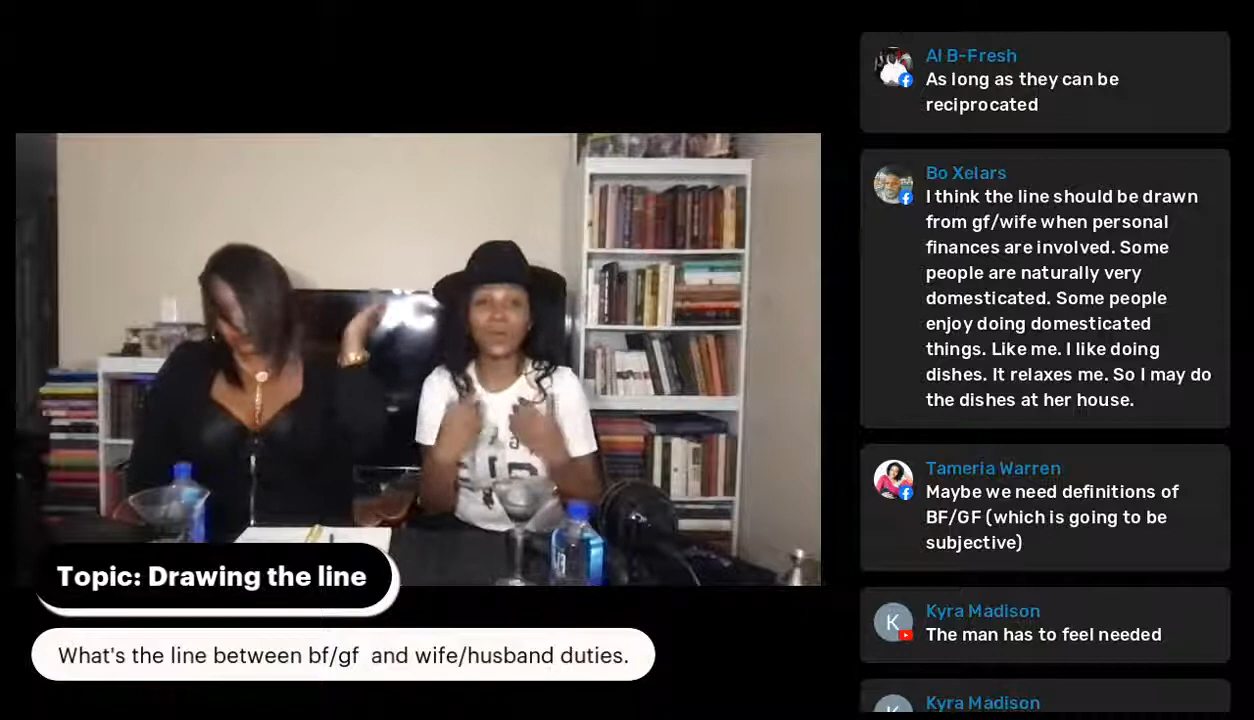 Al B-Fresh
As long as they can be
reciprocated
Bo Xelars
I think the line should be drawn
from gf/wife when personal
finances are involved. Some
people are naturally very
domesticated. Some people
enjoy doing domesticated
things. Like me. I like doing
dishes. It relaxes me. So I may do
the dishes at her house.
Tameria Warren
Maybe we need definitions of
BF/GF (which is going to be
subjective)
K
Kyra Madison
The man has to feel needed
Kyra Madison
Topic: Drawing the line
What's the line between bf/gf and wife/husband duties.